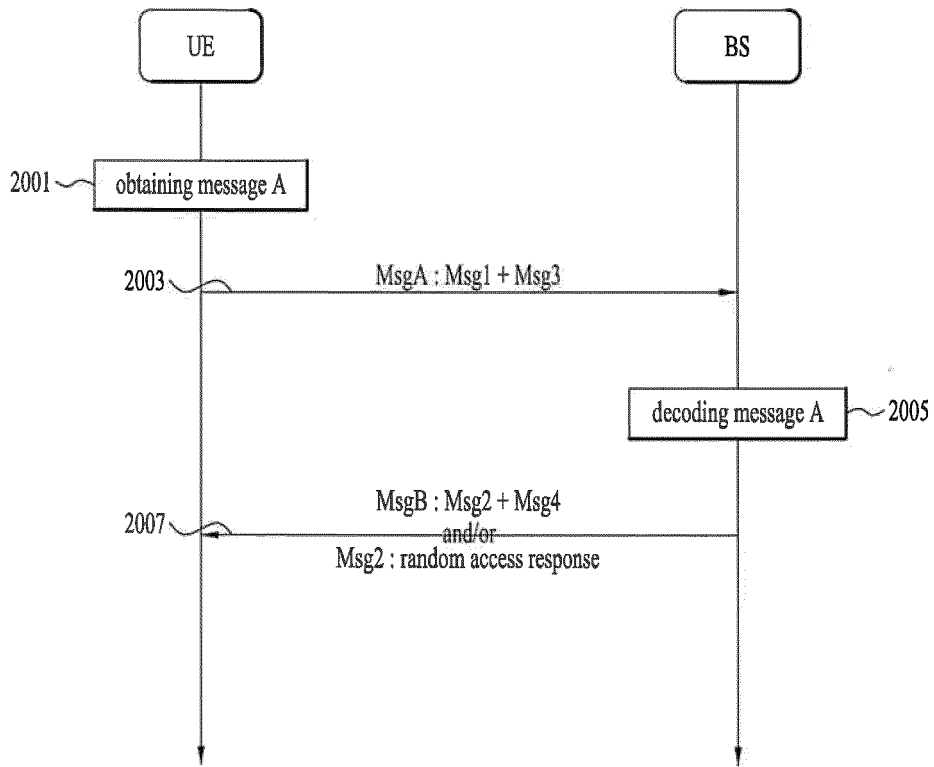 UE
BS
2001
obtaining message A
2003
MsgA : Msg1 + Msg3
decoding message A
2005
MsgB : Msg2 + Msg4
2007
and/or
Msg2 : random access response